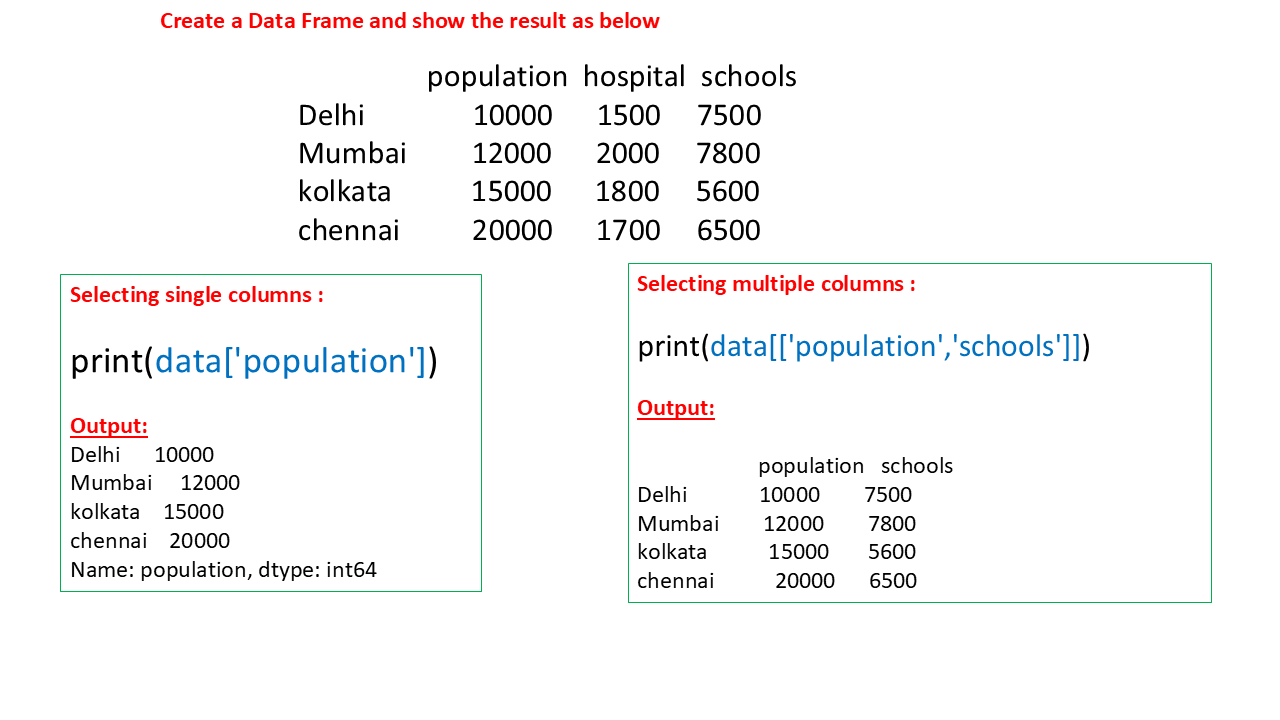 Create a Data Frame and show the result as below
population hospital schools
Delhi 10000 1500 7500
Mumbai 12000 2000 7800
kolkata 15000 1800 5600
chennai 20000 1700 6500
Selecting single columns :
print(data['population'])
Output:
Delhi 10000
Mumbai 12000
kolkata 15000
chennai 20000
Name: population, dtype: int64
Selecting multiple columns :
print(data[['population','schools']])
Output:
population schools
Delhi 10000 7500
Mumbai 12000 7800
kolkata 15000 5600
chennai 20000 6500